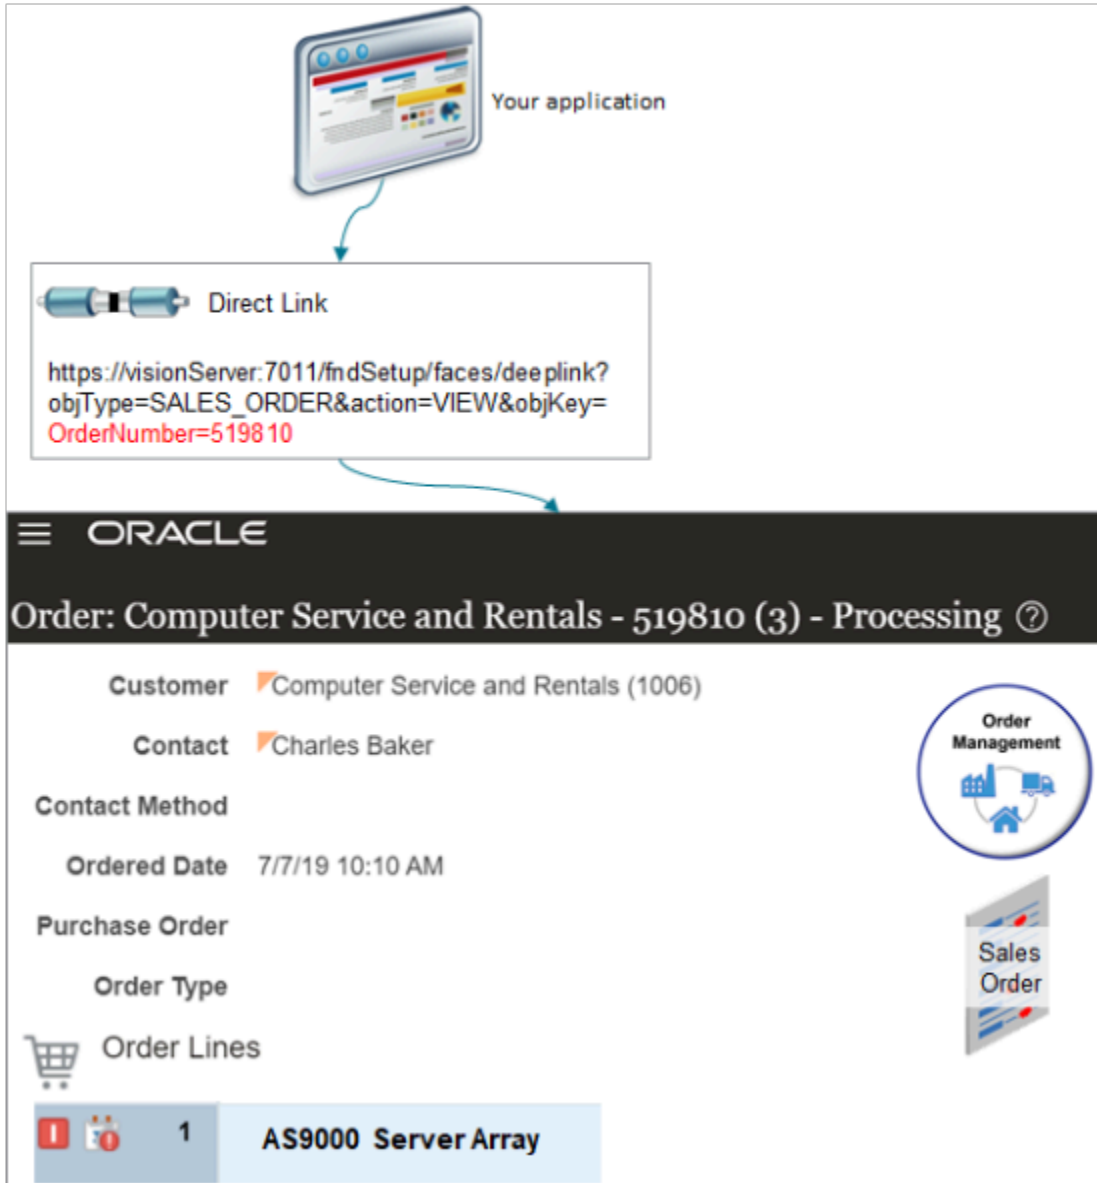 Your application
Direct Link
https://visionServer:7011/fndSetup/faces/deeplink?
objType=SALES_ORDER&action=VIEW&objKey=
OrderNumber=519810
ORACLE
Order: Computer Service and Rentals - 519810 (3) - Processing ?
Customer Computer Service and Rentals (1006)
Contact Charles Baker
Contact Method
Ordered Date 7/7/19 10:10 AM
Purchase Order
Order Type
Order
Management
Sales
Order
Order Lines
1 AS9000 Server Array